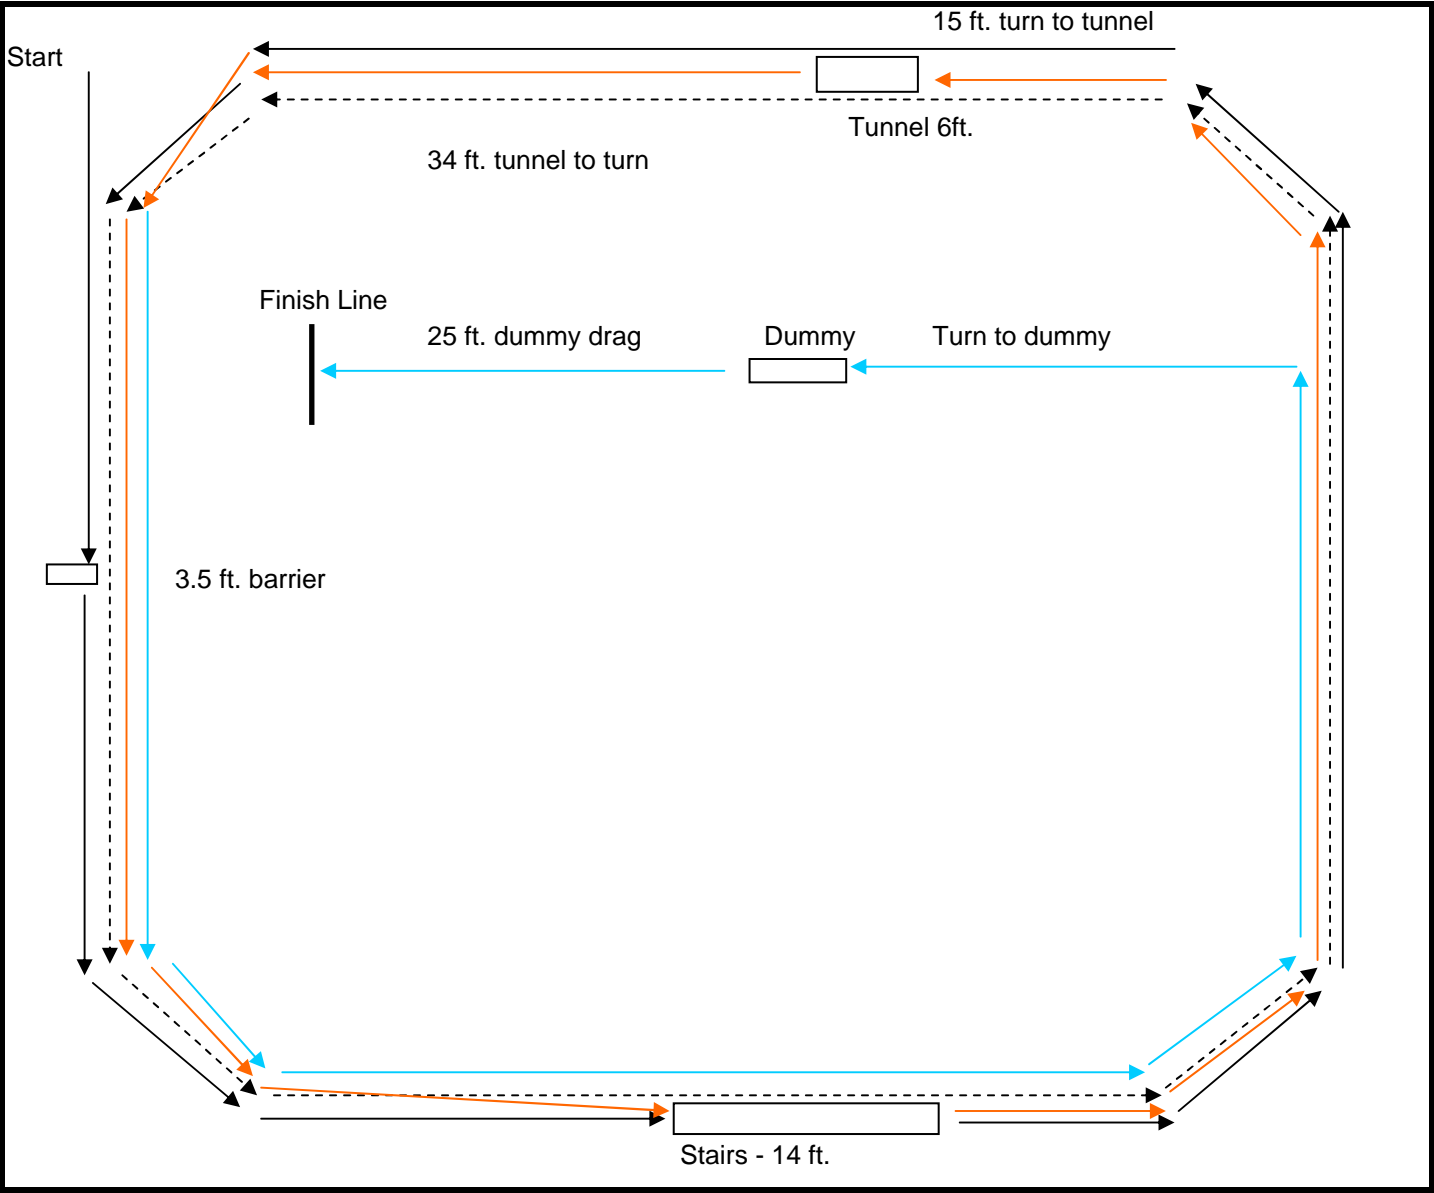 15 ft. turn to tunnel
Start
Tunnel 6ft.
34 ft. tunnel to turn
Finish Line
25 ft. dummy drag
Dummy
Turn to dummy
3.5 ft. barrier
Stairs - 14 ft.